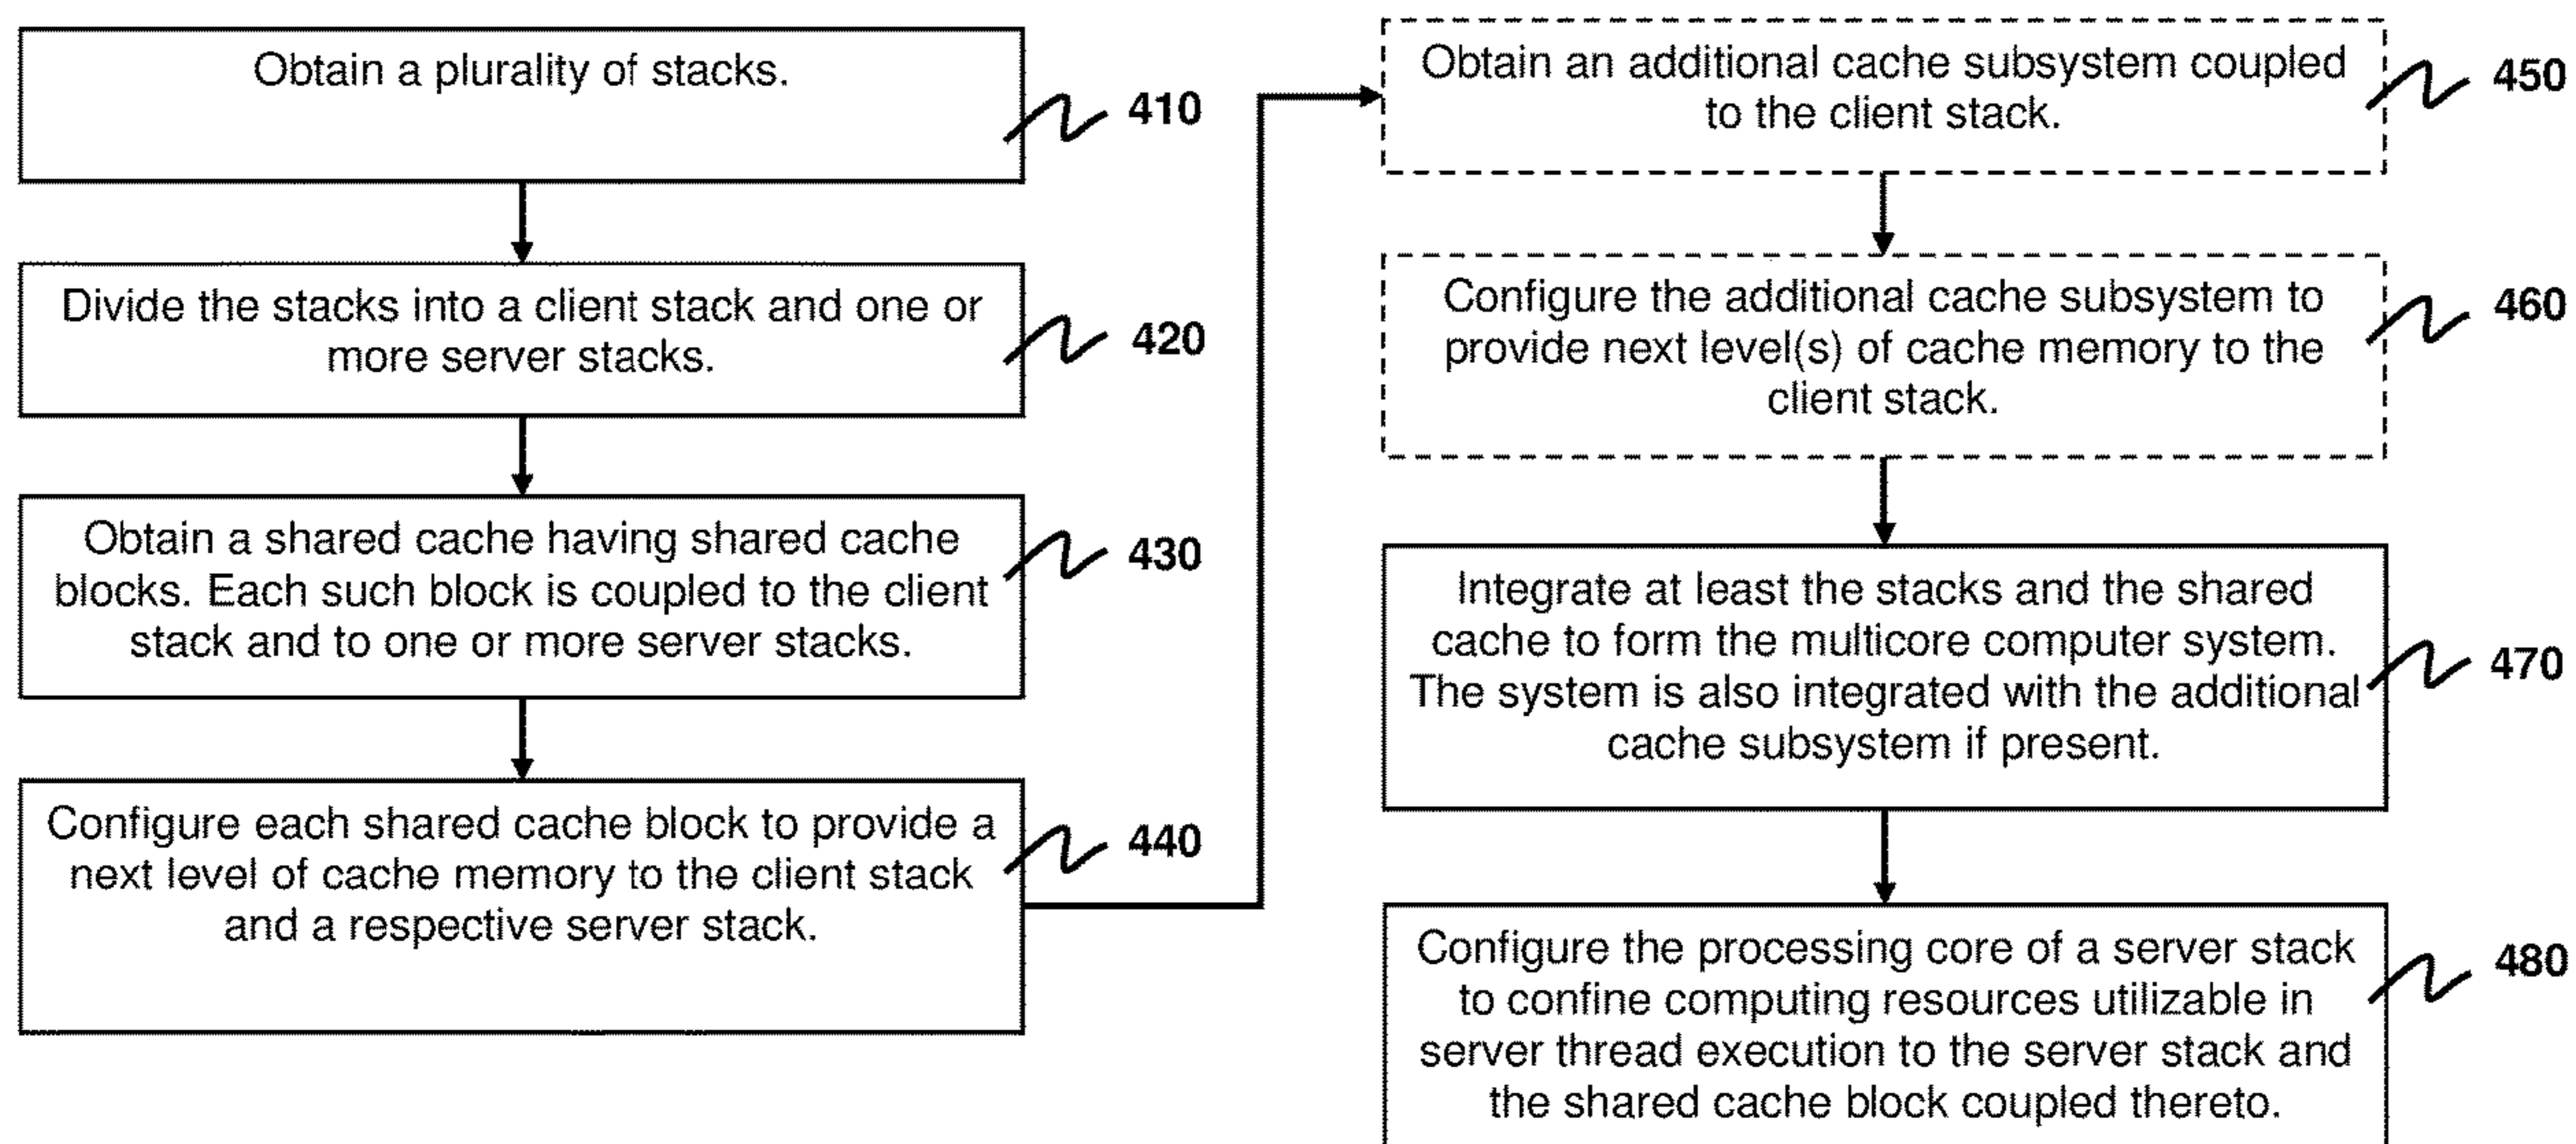 Obtain a plurality of stacks.
410
Divide the stacks into a client stack and one or
more server stacks.
420
Obtain a shared cache having shared cache
blocks. Each such block is coupled to the client
stack and to one or more server stacks.
430
Configure each shared cache block to provide a
next level of cache memory to the client stack
and a respective server stack.
440
Obtain an additional cache subsystem coupled
to the client stack.
450
Configure the additional cache subsystem to
provide next level(s) of cache memory to the
client stack.
460
Integrate at least the stacks and the shared
cache to form the multicore computer system.
The system is also integrated with the additional
cache subsystem if present.
470
Configure the processing core of a server stack
to confine computing resources utilizable in
server thread execution to the server stack and
the shared cache block coupled thereto.
480